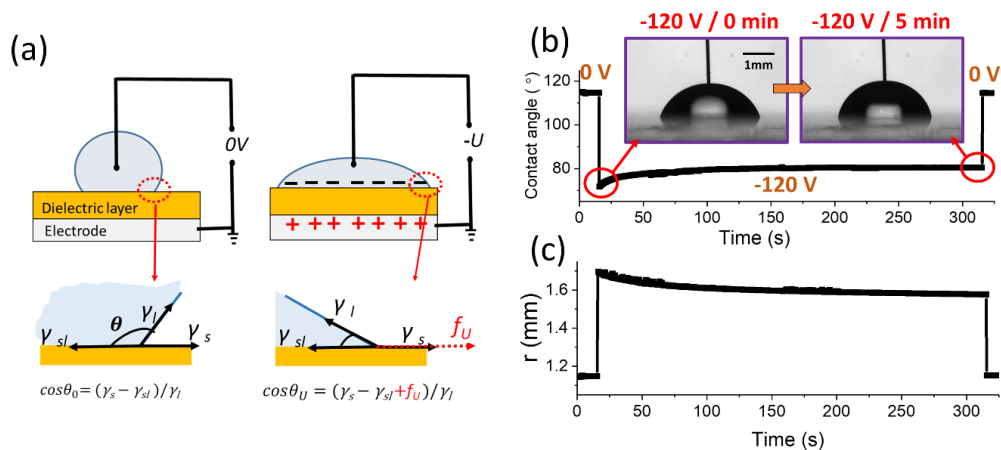 (a)
0V
Dielectric layer
Electrode
-U
+ + + + + + +
θ
γl
γsl
γs
cosθ0= (γs− γsl)/γl
γl
γsl
γs
fU
cosθU = (γs− γsl+fU)/γl
(b)
-120 V / 0 min
-120 V / 5 min
1mm
0 V
0 V
-120 V
Contact angle (°)
120
100
80
60
0 50 100 150 200 250 300
Time (s)
(c)
r (mm)
1.6
1.4
1.2
0 50 100 150 200 250 300
Time (s)